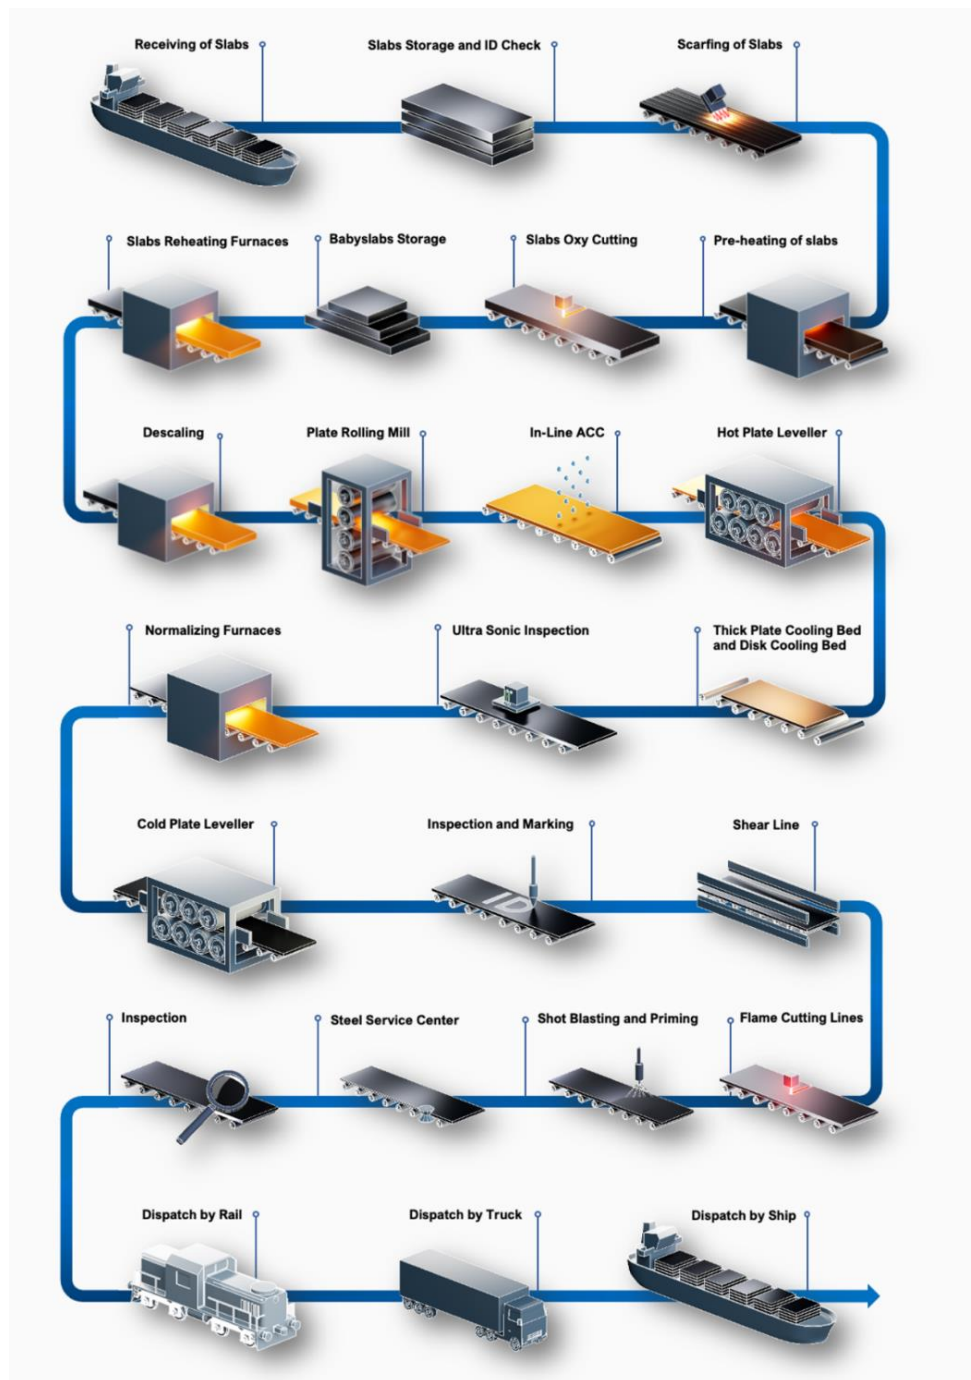 Receiving of Slabs
Slabs Storage and ID Check
Scarfing of Slabs
Slabs Reheating Furnaces
Babyslabs Storage
Slabs Oxy Cutting
Pre-heating of slabs
Descaling
Plate Rolling Mill
In-Line ACC
Hot Plate Leveller
Normalizing Furnaces
Ultra Sonic Inspection
Thick Plate Cooling Bed
and Disk Cooling Bed
Cold Plate Leveller
Inspection and Marking
Shear Line
ID
Inspection
Steel Service Center
Shot Blasting and Priming
Flame Cutting Lines
Dispatch by Rail
Dispatch by Truck
Dispatch by Ship